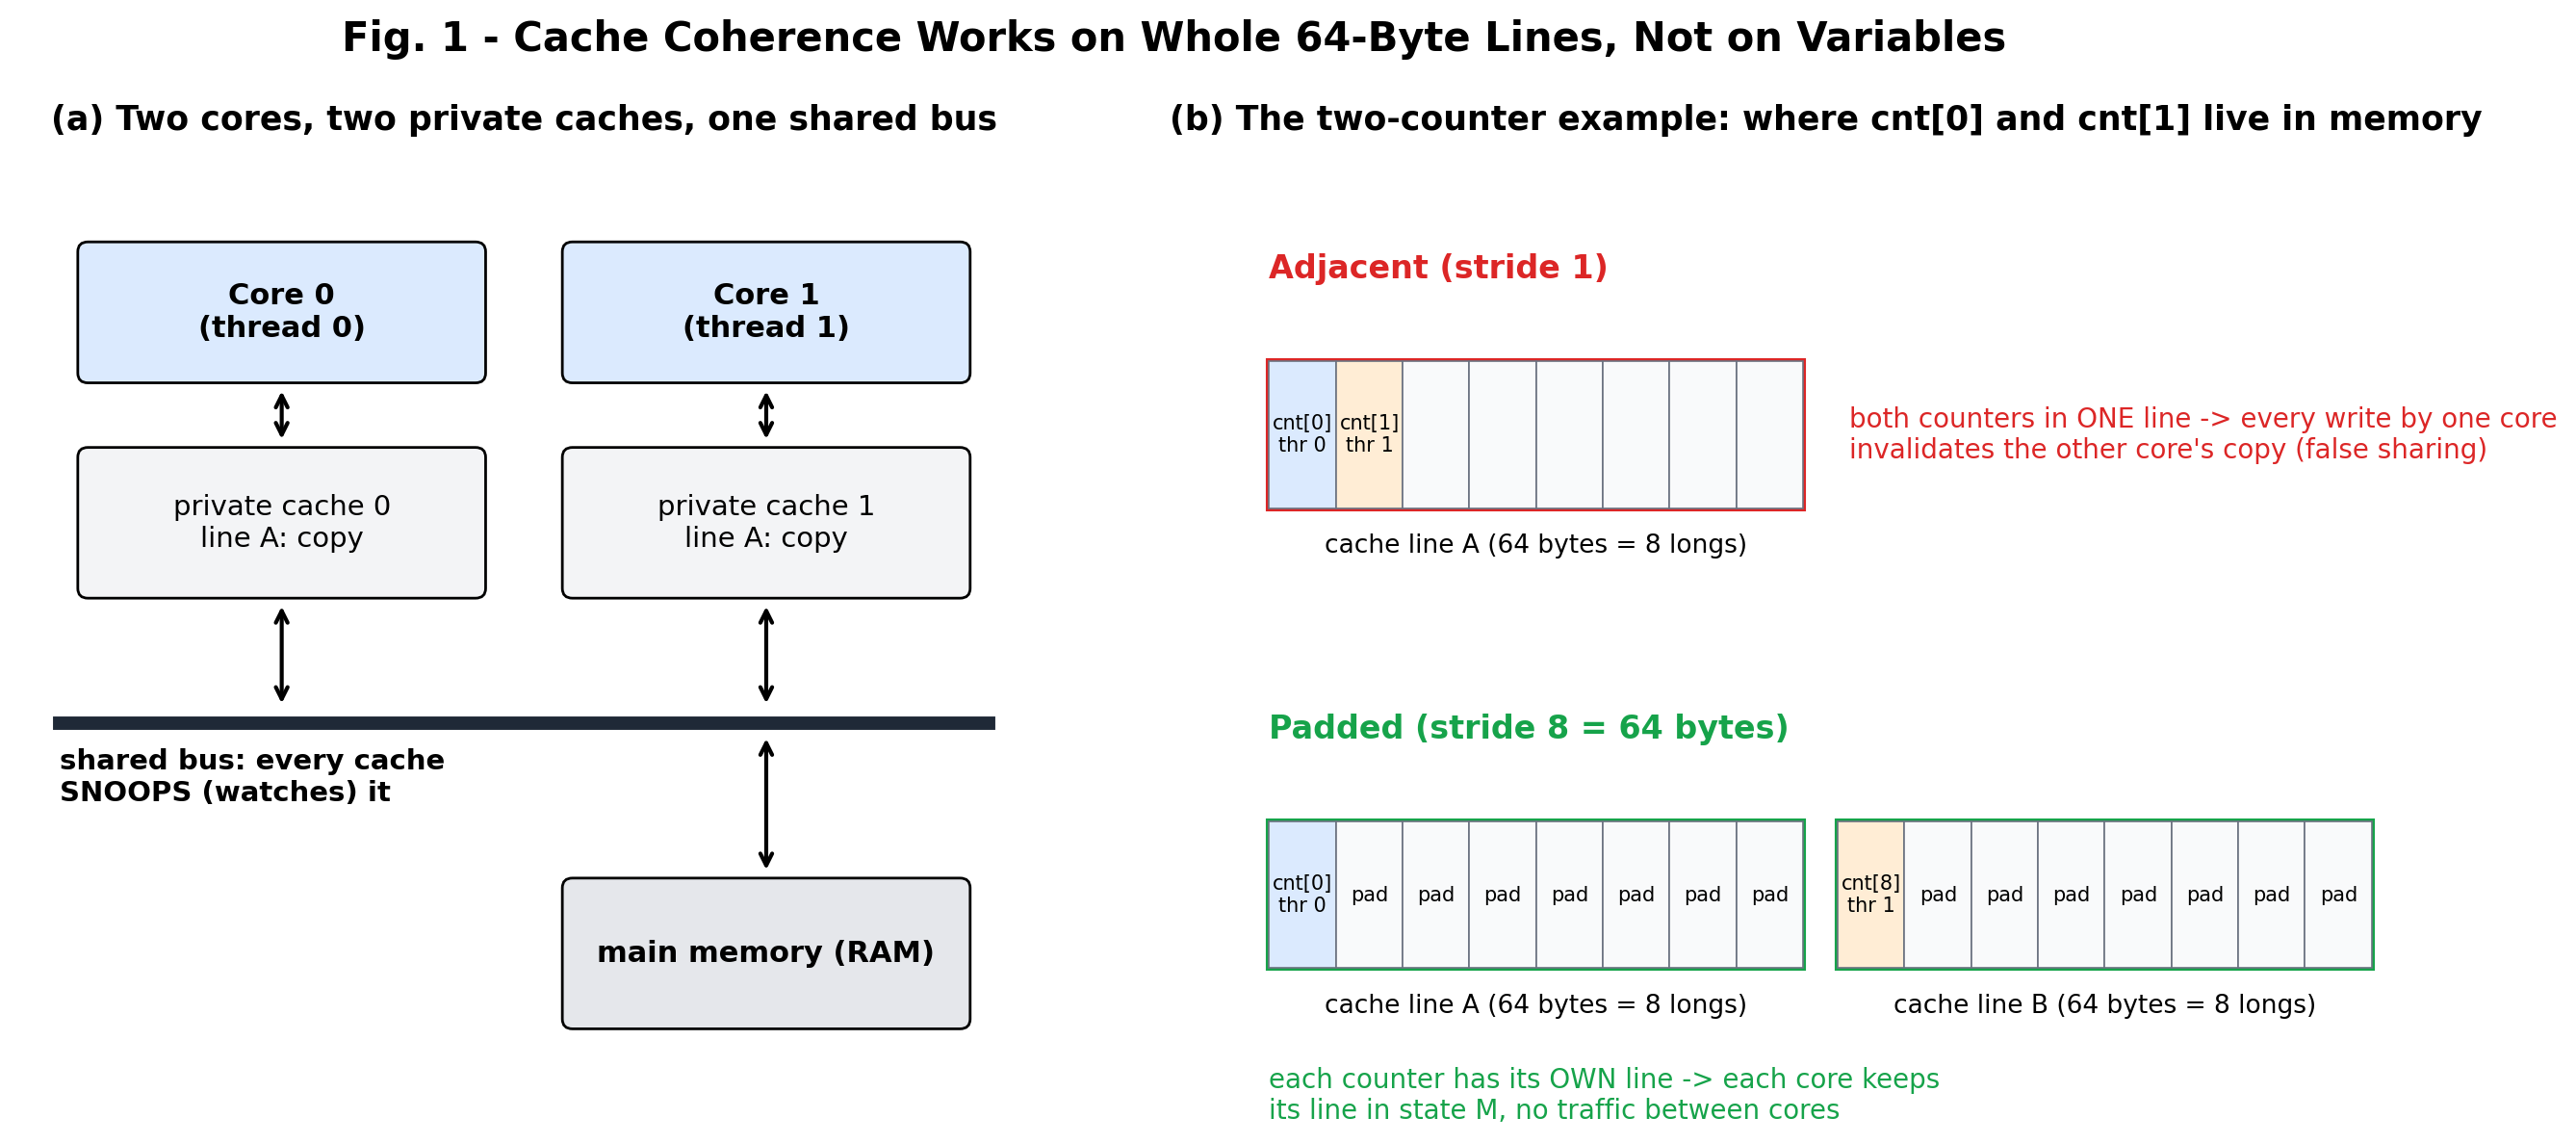 Fig. 1 - Cache Coherence Works on Whole 64-Byte Lines, Not on Variables
(a) Two cores, two private caches, one shared bus
Core 0
(thread 0)
Core 1
(thread 1)
private cache 0
line A: copy
private cache 1
line A: copy
shared bus: every cache
SNOOPS (watches) it
main memory (RAM)
(b) The two-counter example: where cnt[0] and cnt[1] live in memory
Adjacent (stride 1)
cnt[0]
thr 0
cnt[1]
thr 1
cache line A (64 bytes = 8 longs)
both counters in ONE line -> every write by one core
invalidates the other core's copy (false sharing)
Padded (stride 8 = 64 bytes)
cnt[0]
thr 0
pad
pad
pad
pad
pad
pad
pad
cache line A (64 bytes = 8 longs)
cnt[8]
thr 1
pad
pad
pad
pad
pad
pad
pad
cache line B (64 bytes = 8 longs)
each counter has its OWN line -> each core keeps
its line in state M, no traffic between cores